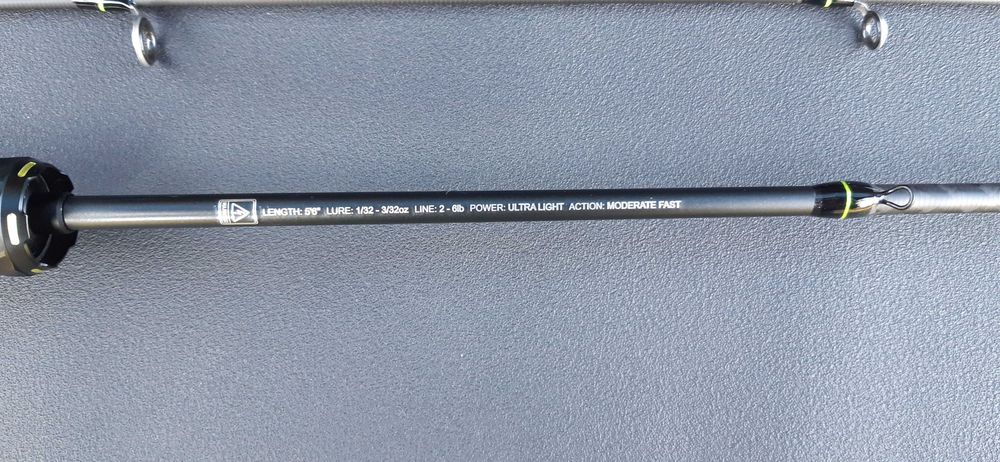 LENGTH: 5'6" LURE: 1/32 - 3/32oz LINE: 2 - 6lb POWER: ULTRA LIGHT ACTION: MODERATE FAST